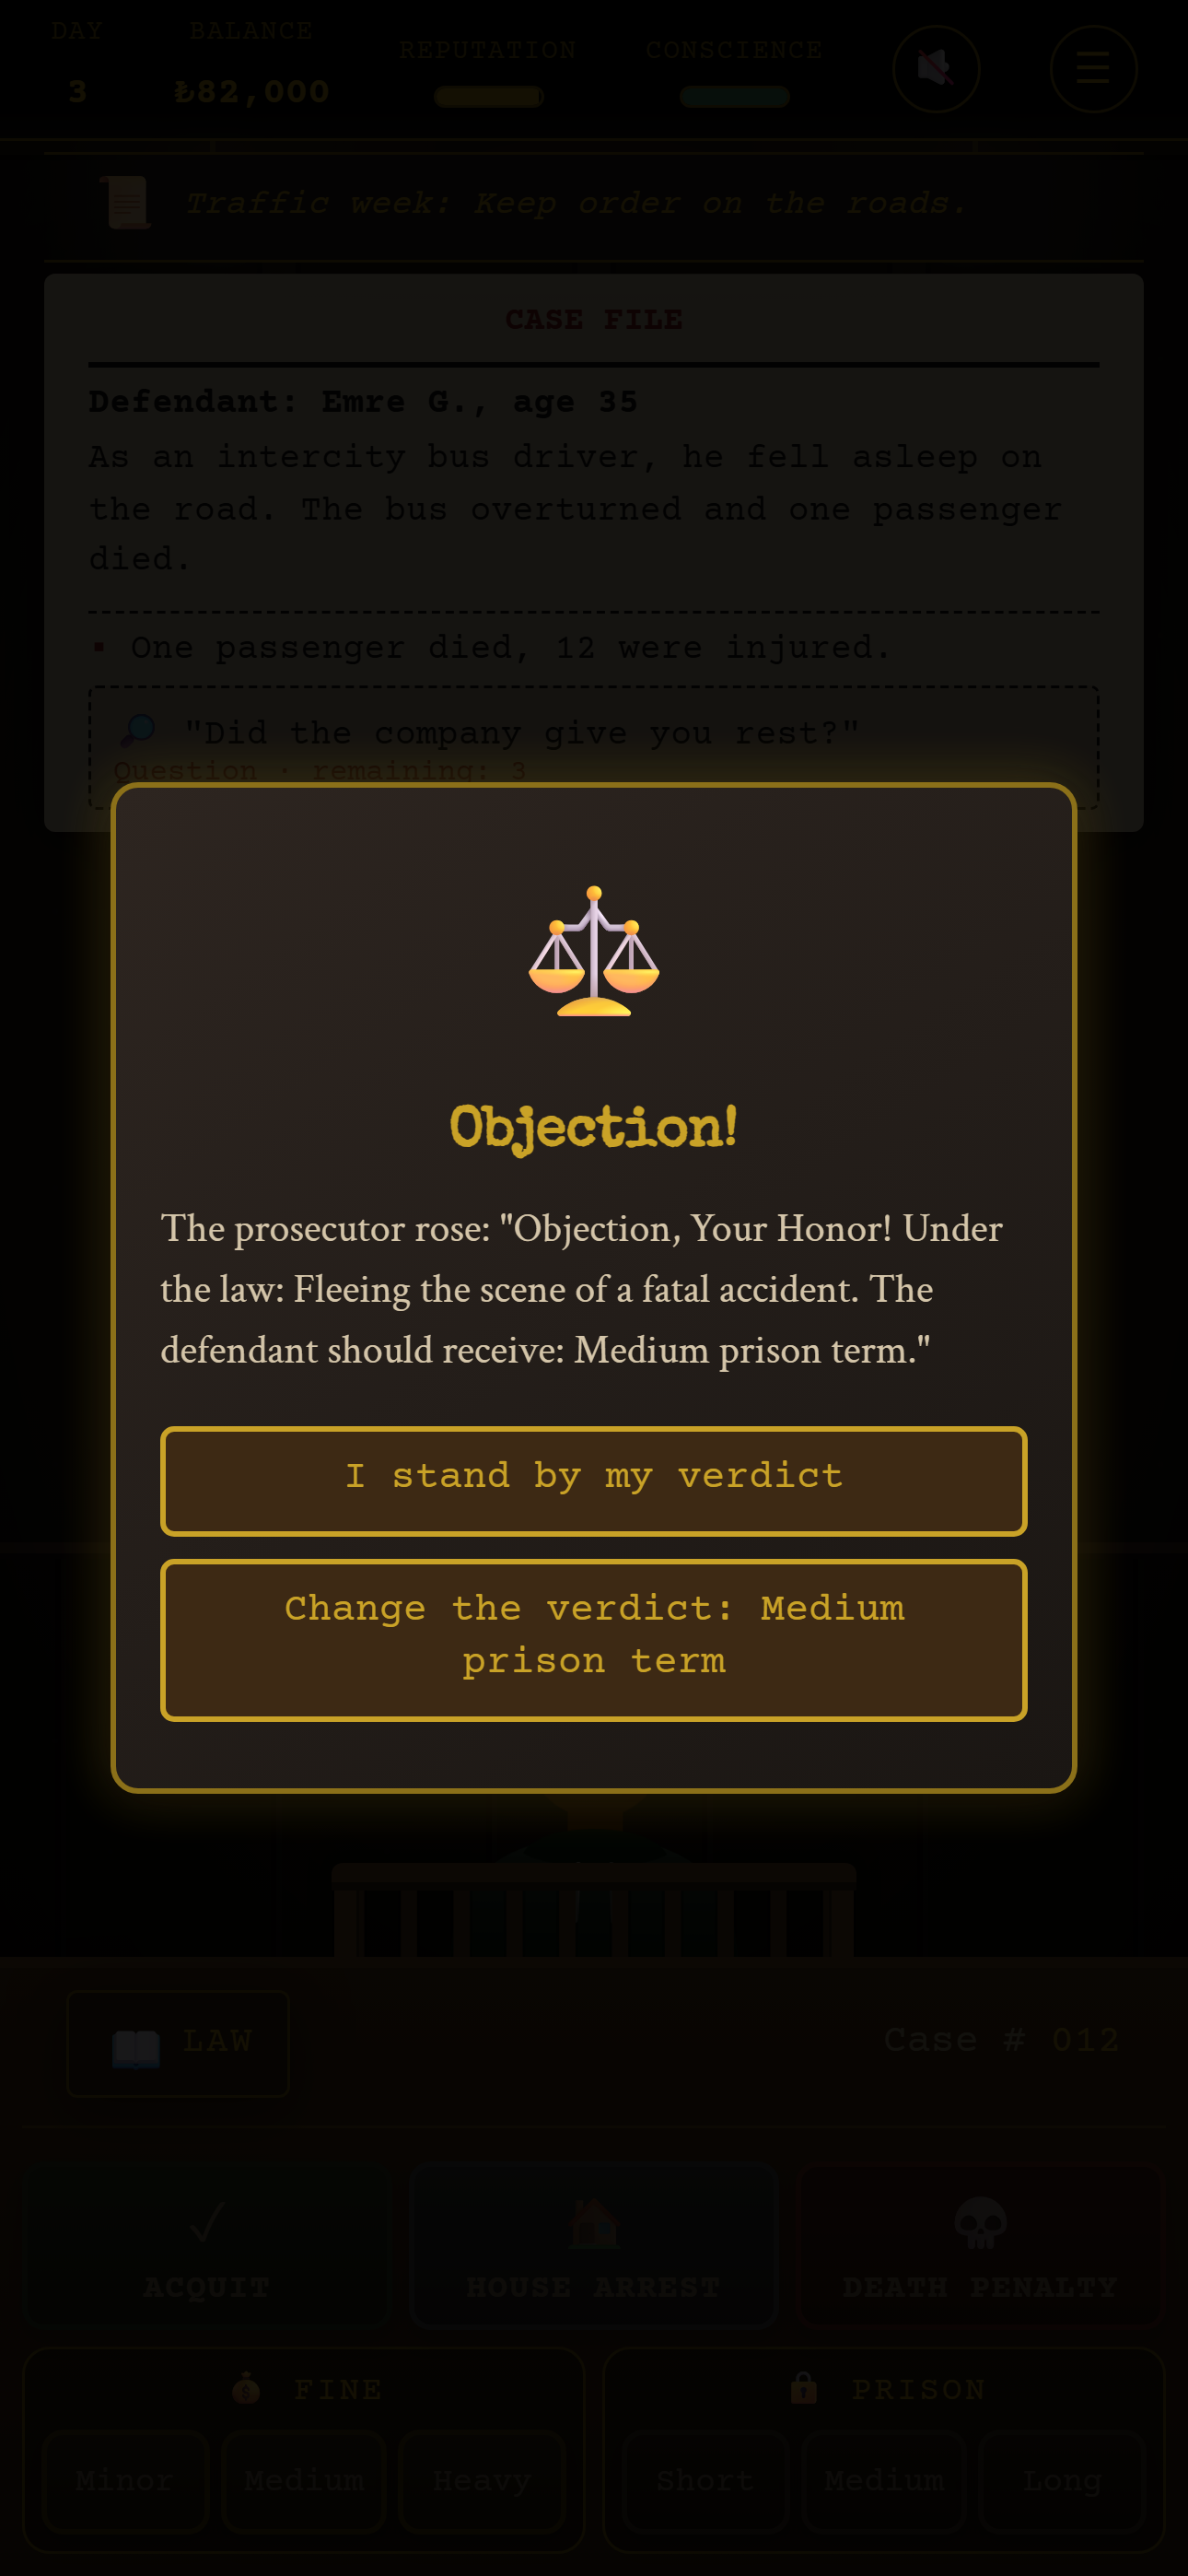 DAY BALANCE REPUTATION CONSCIENCE
3 ₺82,000
Traffic week: Keep order on the roads.
CASE FILE
Defendant: Emre G., age 35
As an intercity bus driver, he fell asleep on
the road. The bus overturned and one passenger
died.
One passenger died, 12 were injured.
"Did the company give you rest?"
Question · remaining: 3
Objection!
The prosecutor rose: "Objection, Your Honor! Under
the law: Fleeing the scene of a fatal accident. The
defendant should receive: Medium prison term."
I stand by my verdict
Change the verdict: Medium
prison term
LAW
Case # 012
ACQUIT HOUSE ARREST DEATH PENALTY
FINE PRISON
Minor Medium Heavy Short Medium Long